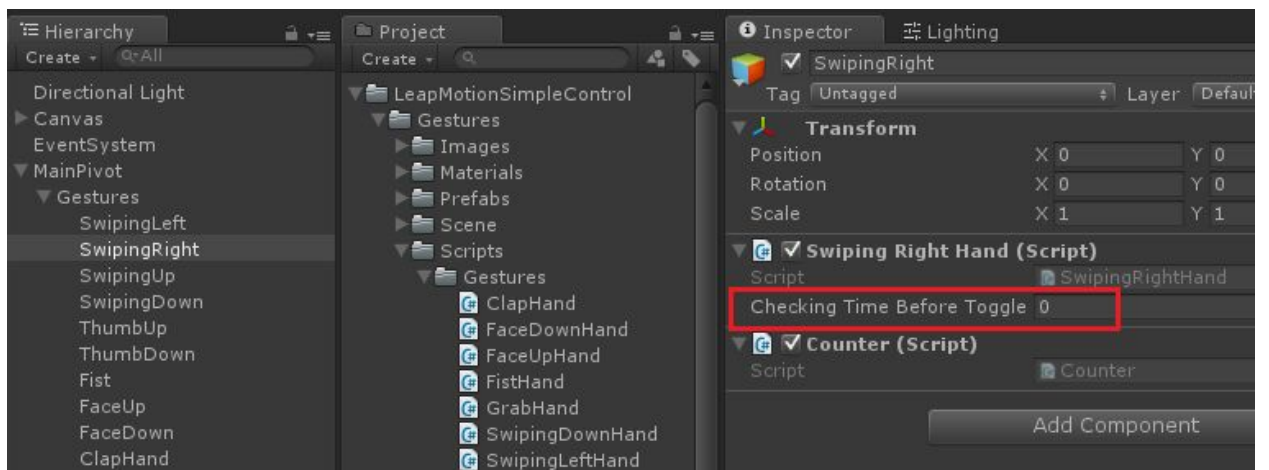 Hierarchy
Create
All
Directional Light
Canvas
EventSystem
MainPivot
Gestures
SwipingLeft
SwipingRight
SwipingUp
SwipingDown
ThumbUp
ThumbDown
Fist
FaceUp
FaceDown
ClapHand
Project
Create
LeapMotionSimpleControl
Gestures
Images
Materials
Prefabs
Scene
Scripts
Gestures
ClapHand
FaceDownHand
FaceUpHand
FistHand
GrabHand
SwipingDownHand
SwipingLeftHand
Inspector Lighting
SwipingRight
Tag Untagged Layer Defaul
Transform
Position X 0 Y 0
Rotation X 0 Y 0
Scale X 1 Y 1
Swiping Right Hand (Script)
Script SwipingRightHand
Checking Time Before Toggle 0
Counter (Script)
Script Counter
Add Component